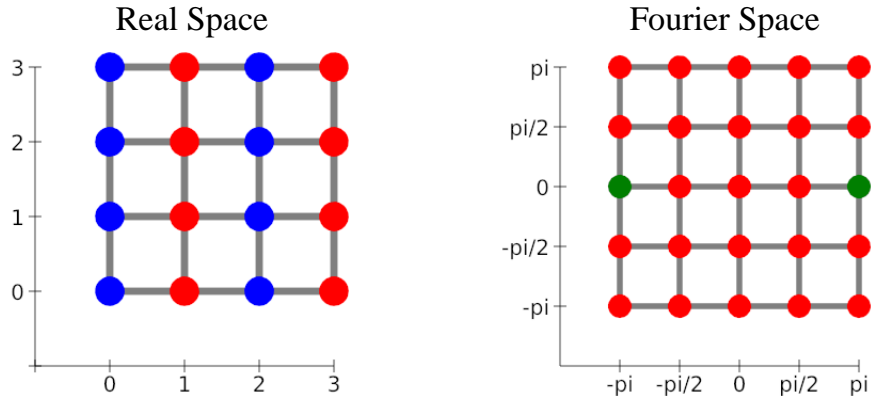 Real Space
3
2
1
0
0 1 2 3
Fourier Space
pi
pi/2
0
-pi/2
-pi
-pi -pi/2 0 pi/2 pi